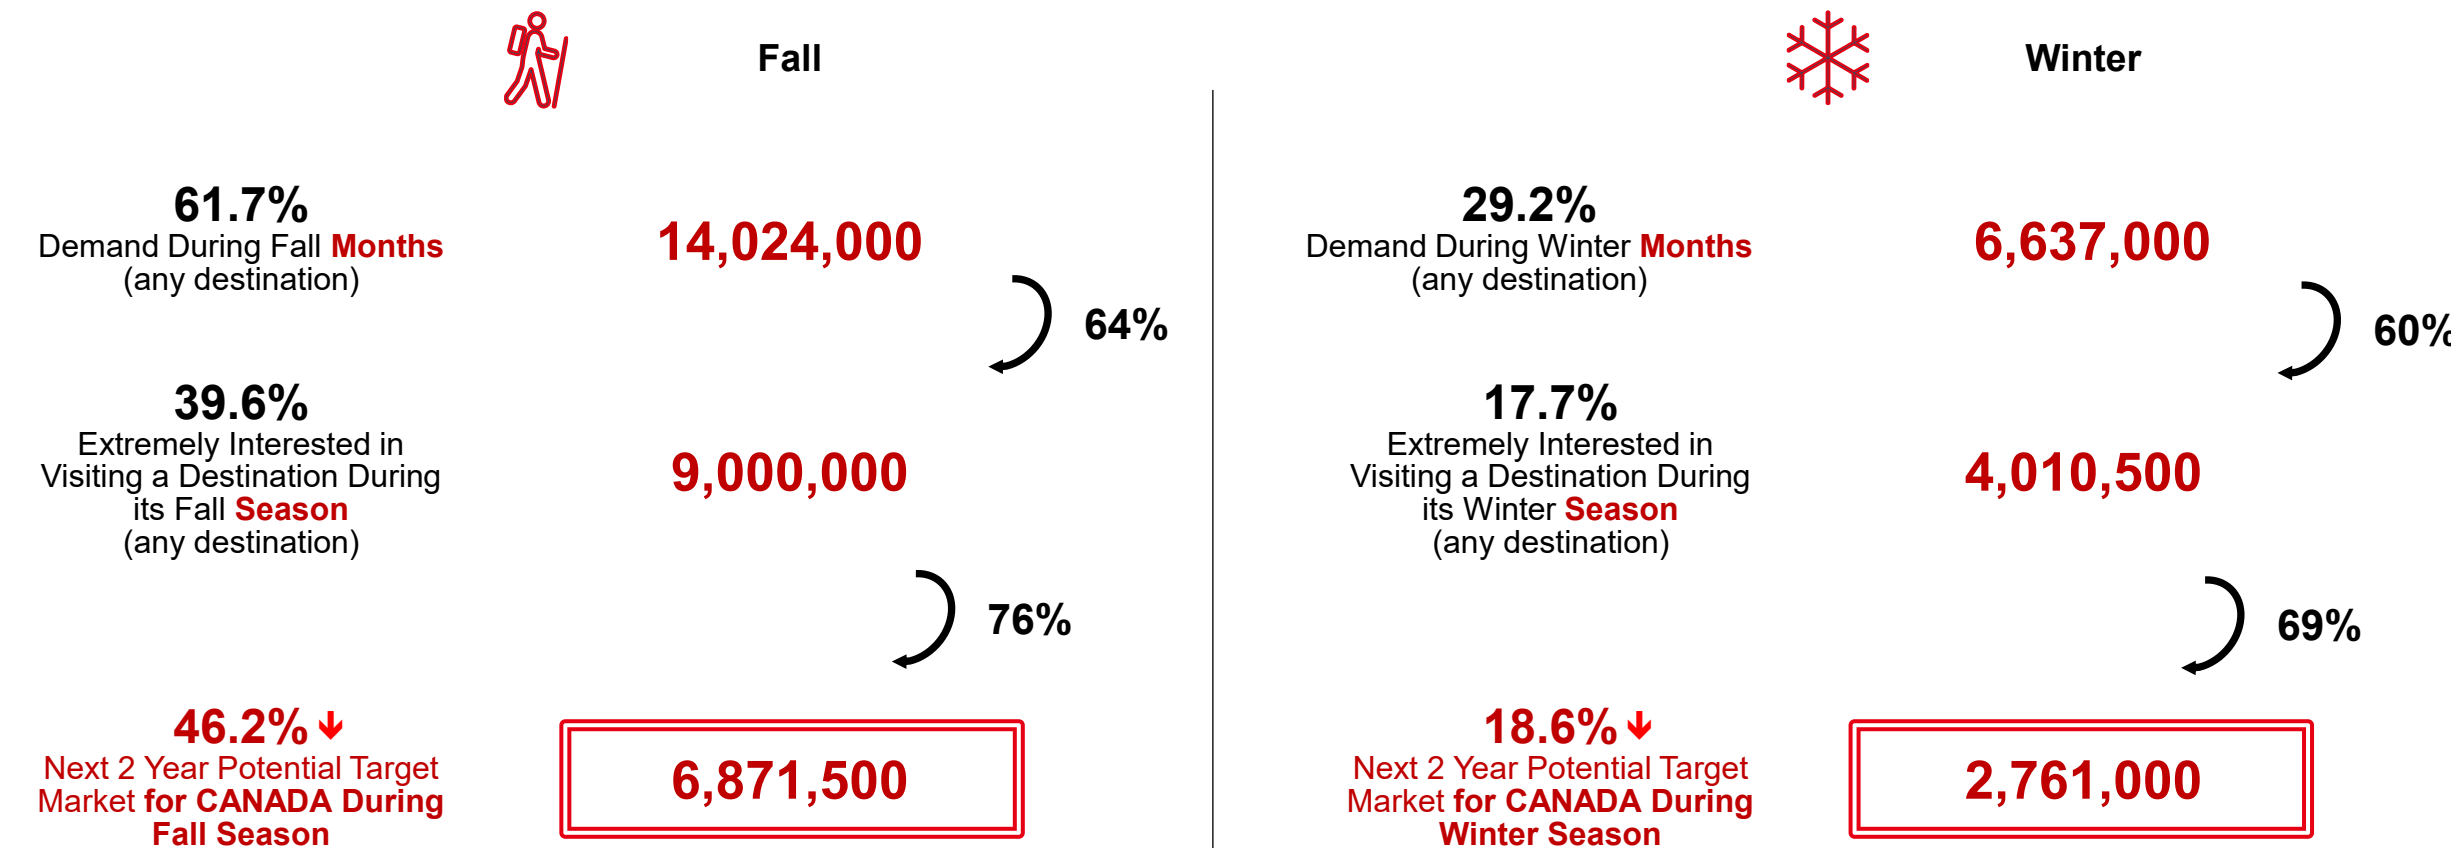 Fall
61.7%
Demand During Fall Months
(any destination)
14,024,000
64%
39.6%
Extremely Interested in
Visiting a Destination During
its Fall Season
(any destination)
9,000,000
76%
46.2%
Next 2 Year Potential Target
Market for CANADA During
Fall Season
6,871,500
Winter
29.2%
Demand During Winter Months
(any destination)
6,637,000
60%
17.7%
Extremely Interested in
Visiting a Destination During
its Winter Season
(any destination)
4,010,500
69%
18.6%
Next 2 Year Potential Target
Market for CANADA During
Winter Season
2,761,000